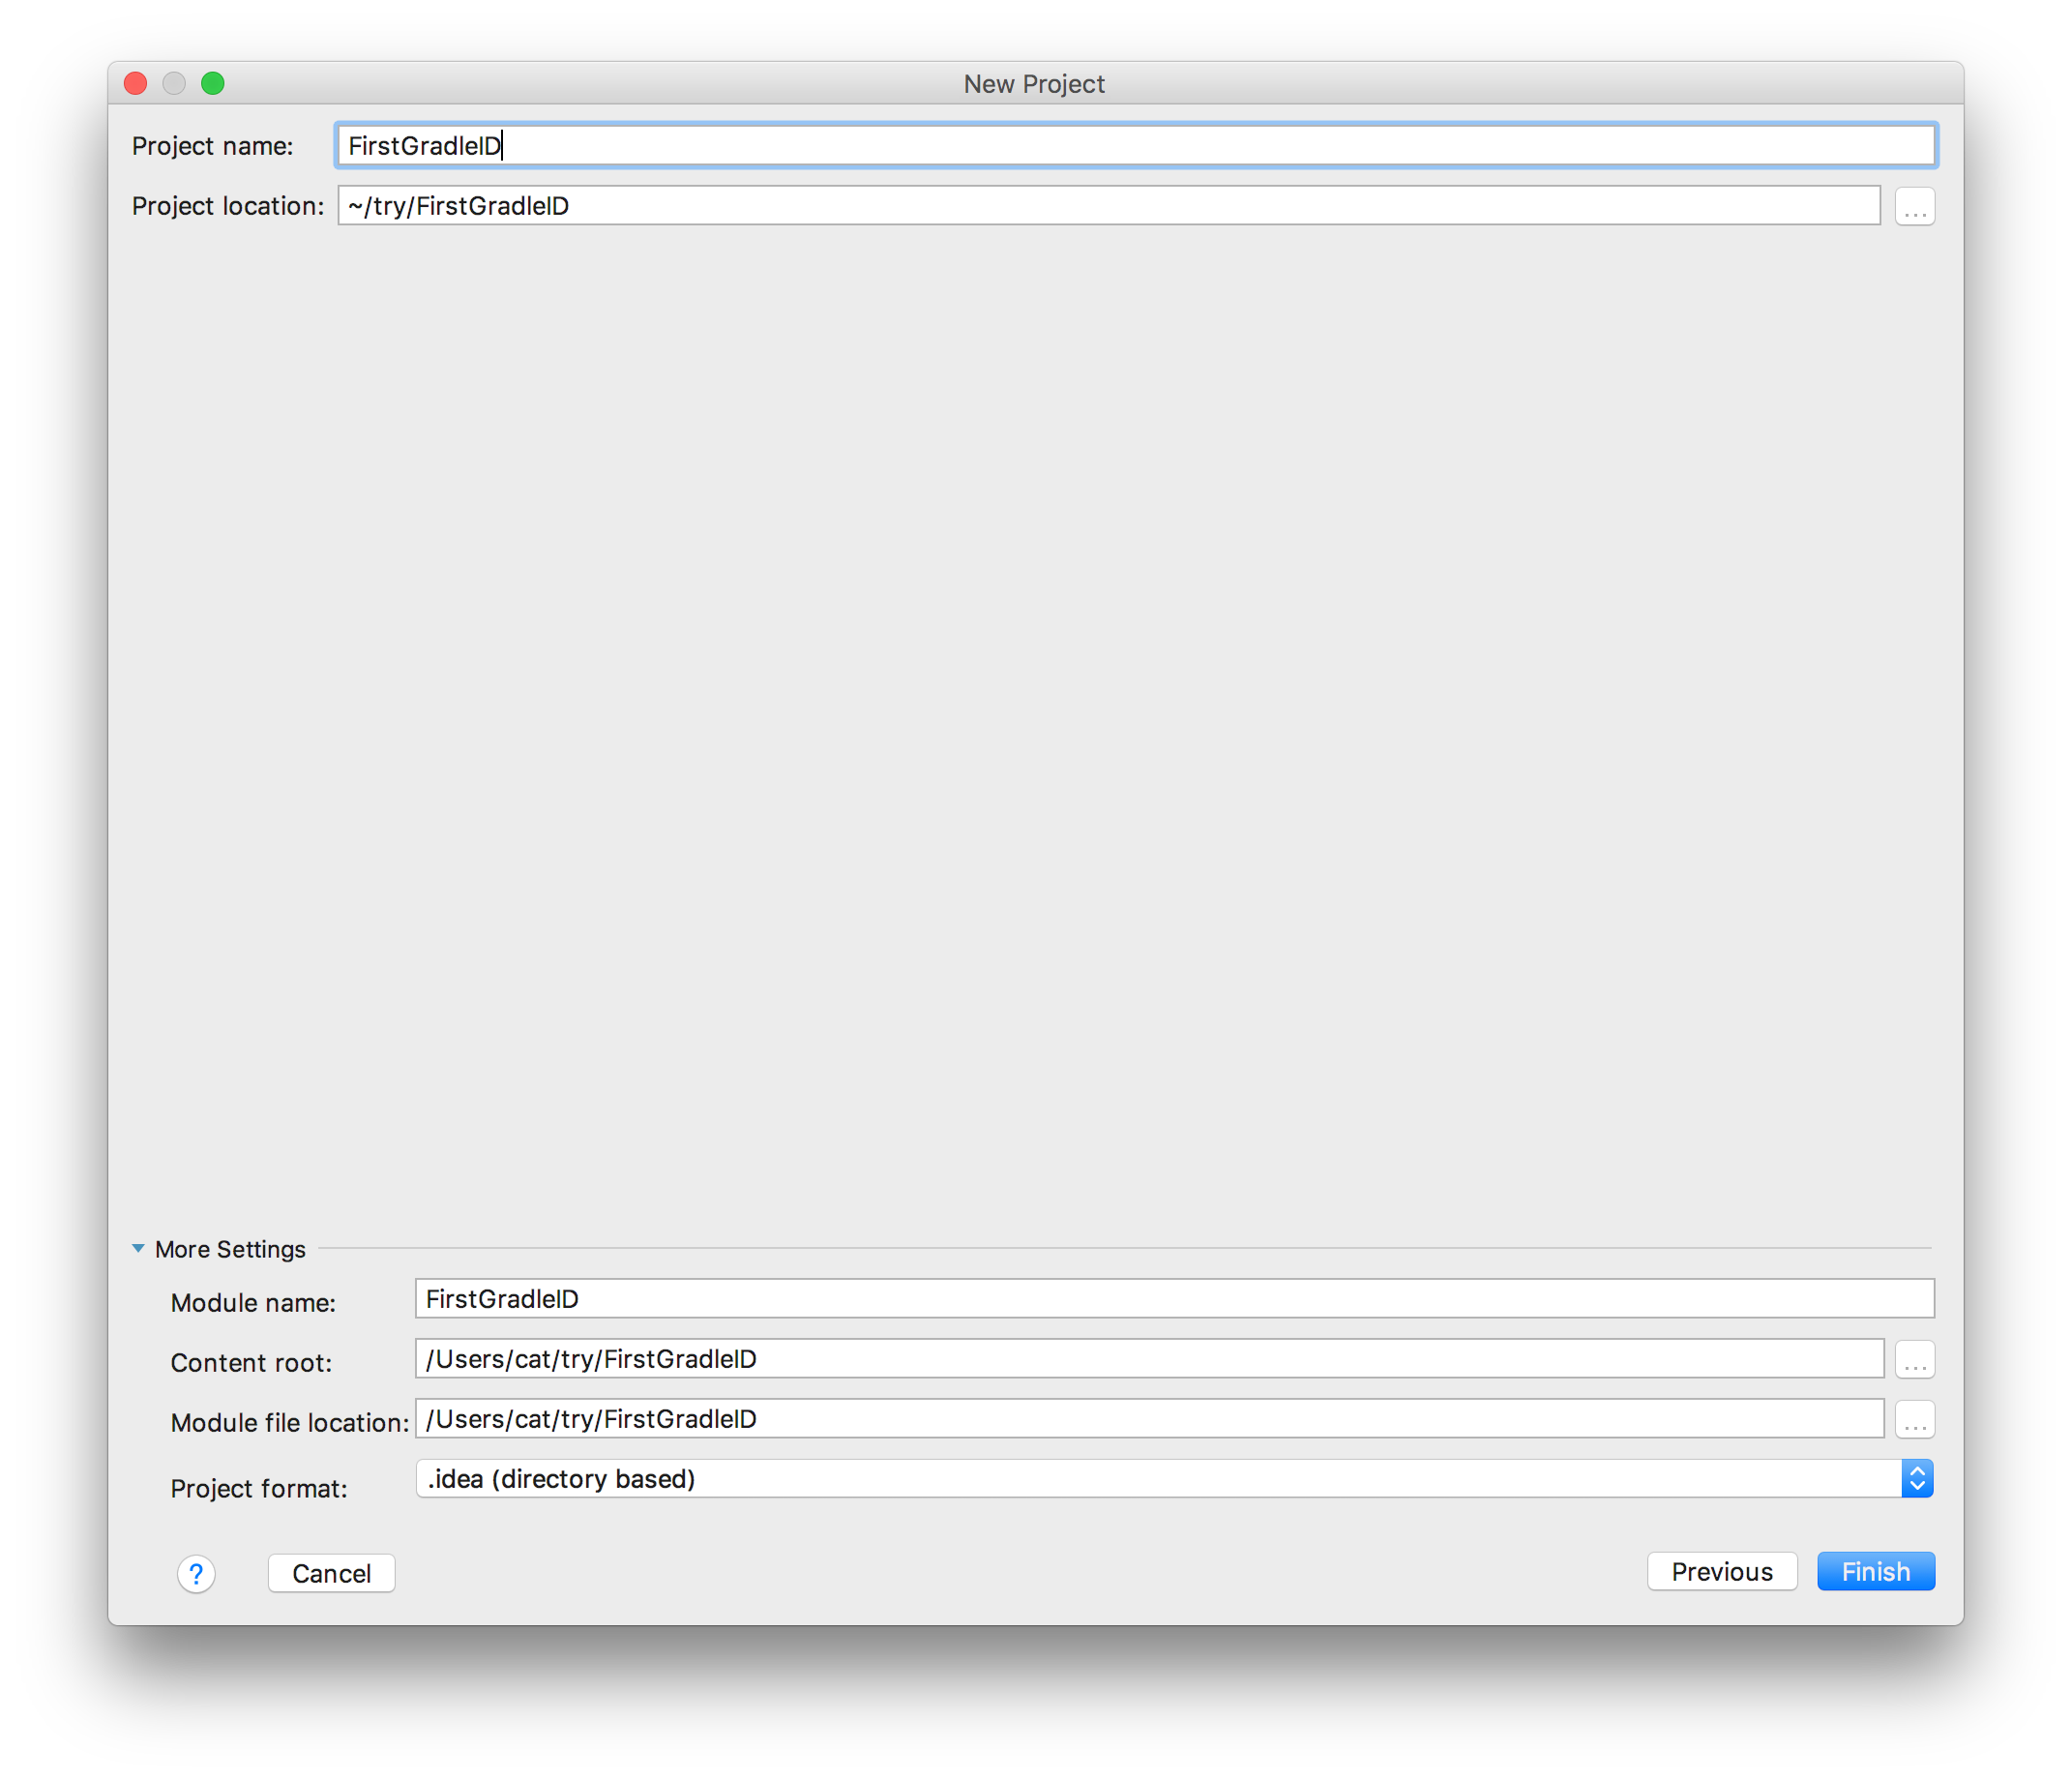 New Project
Project name: FirstGradleID
Project location: ~/try/FirstGradleID ...
More Settings
Module name: FirstGradleID
Content root: /Users/cat/try/FirstGradleID ...
Module file location: /Users/cat/try/FirstGradleID ...
Project format: .idea (directory based)
? Cancel Previous Finish